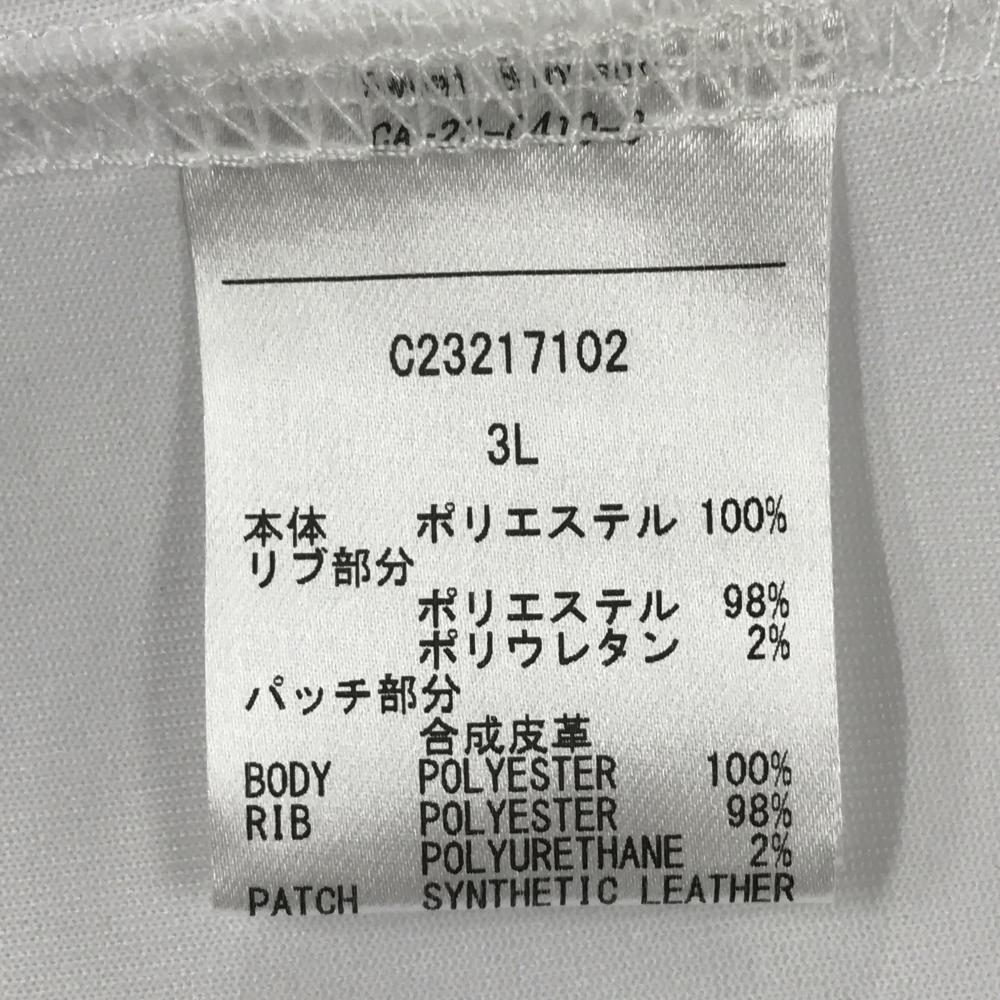 C23217102
3L
本体 ポリエステル 100%
リブ部分
ポリエステル 98%
ポリウレタン 2%
パッチ部分
合成皮革
BODY POLYESTER 100%
RIB POLYESTER 98%
POLYURETHANE 2%
PATCH SYNTHETIC LEATHER